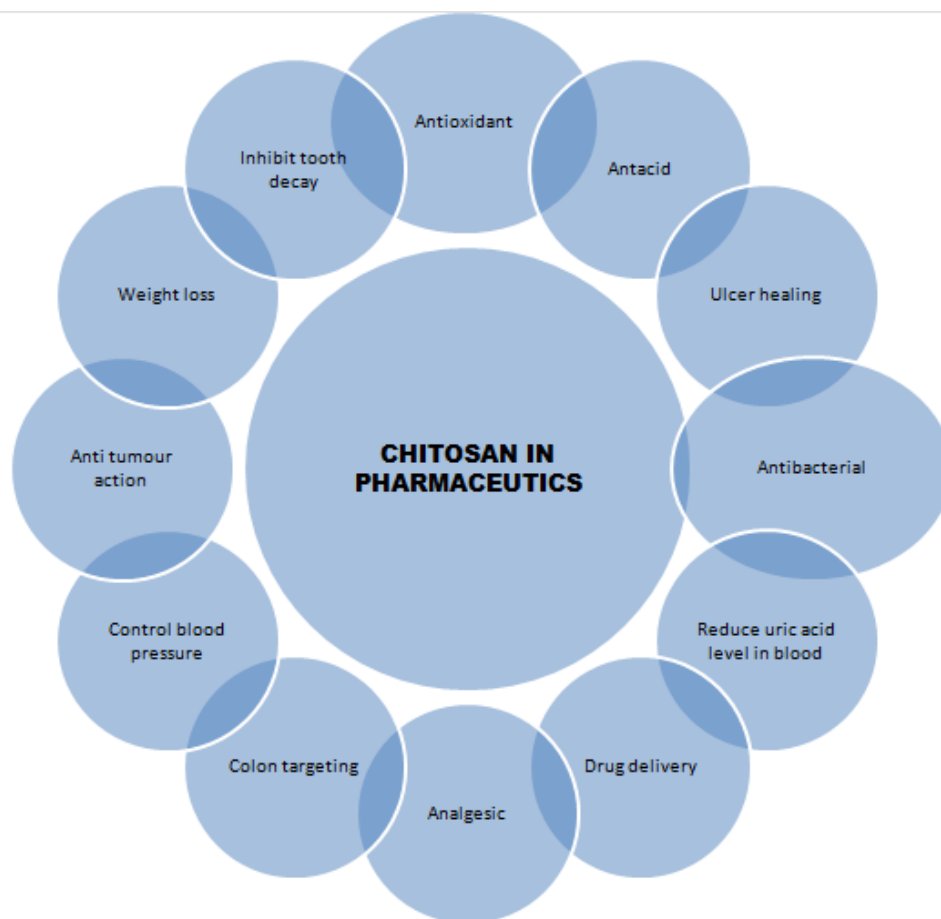 Antioxidant
Antacid
Ulcer healing
Antibacterial
Reduce uric acid
level in blood
Drug delivery
Analgesic
Colon targeting
Control blood
pressure
Anti tumour
action
Weight loss
Inhibit tooth
decay
CHITOSAN IN
PHARMACEUTICS